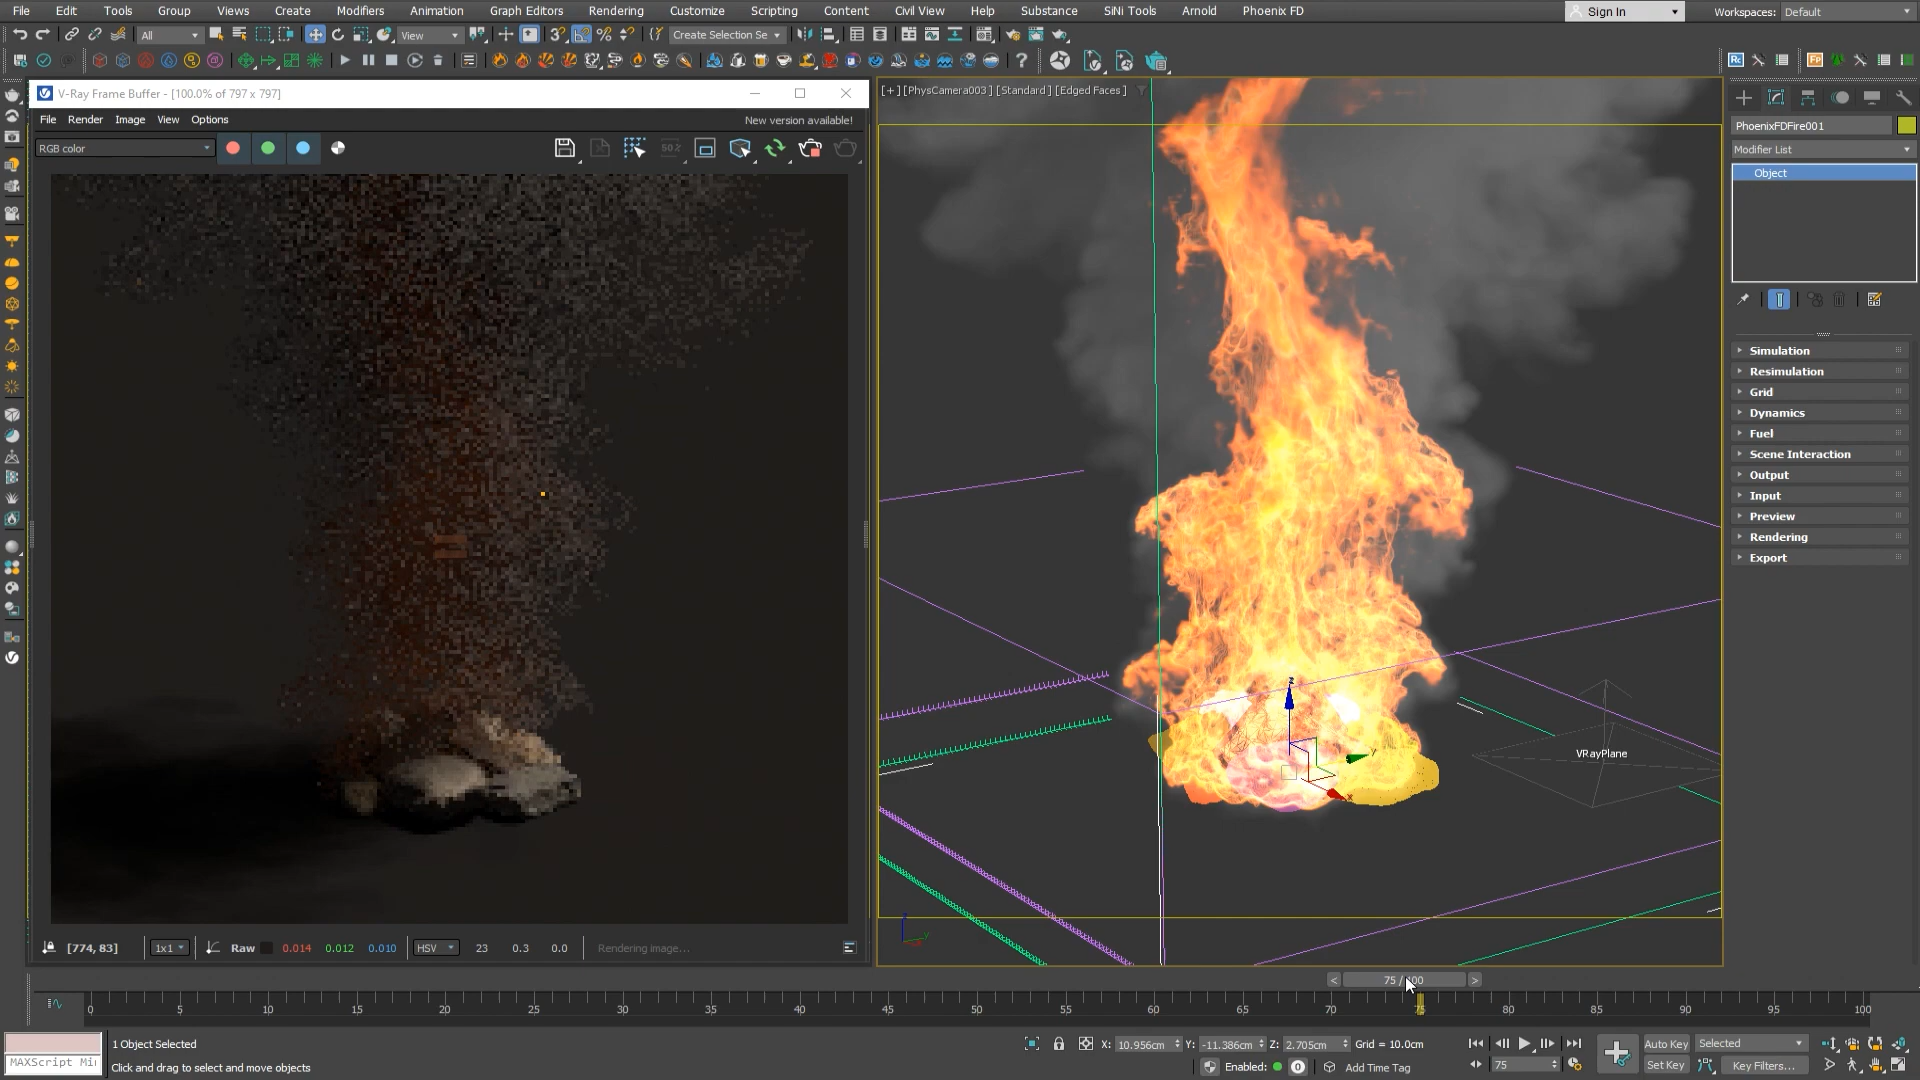 File Edit Tools Group Views Create Modifiers Animation Graph Editors Rendering Customize Scripting Content Civil View Help Substance SiNi Tools Arnold Phoenix FD Sign In Workspaces: Default
All View Create Selection Se
V-Ray Frame Buffer - [100.0% of 797 x 797]
File Render Image View Options New version available!
RGB color 50%
[+] [PhysCamera003] [Standard] [Edged Faces]
PhoenixFDFire001
Modifier List
Object
Simulation
Resimulation
Grid
Dynamics
Fuel
Scene Interaction
Output
Input
Preview
Rendering
Export
z
y
x
VRayPlane
[774, 83] 1x1 Raw 0.014 0.012 0.010 HSV 23 0.3 0.0 Rendering image...
< 75 / 100 >
0 5 10 15 20 25 30 35 40 45 50 55 60 65 70 75 80 85 90 95 100
1 Object Selected X: 10.956cm Y: -11.386cm Z: 2.705cm Grid = 10.0cm Auto Key Selected
MAXScript Mi
Click and drag to select and move objects Enabled: 0 Add Time Tag 75 Set Key Key Filters...